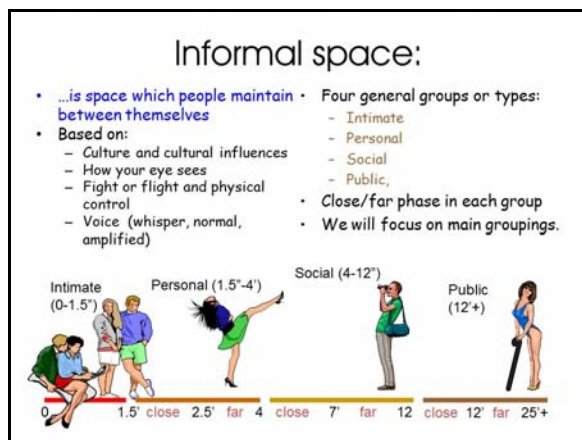 Informal space:
• ...is space which people maintain
between themselves
• Based on:
– Culture and cultural influences
– How your eye sees
– Fight or flight and physical
control
– Voice (whisper, normal,
amplified)
• Four general groups or types:
– Intimate
– Personal
– Social
– Public,
• Close/far phase in each group
• We will focus on main groupings.
Intimate
(0-1.5")
Personal (1.5"-4')
Social (4-12")
Public
(12'+)
0 1.5' close 2.5' far 4 close 7' far 12 close 12' far 25'+